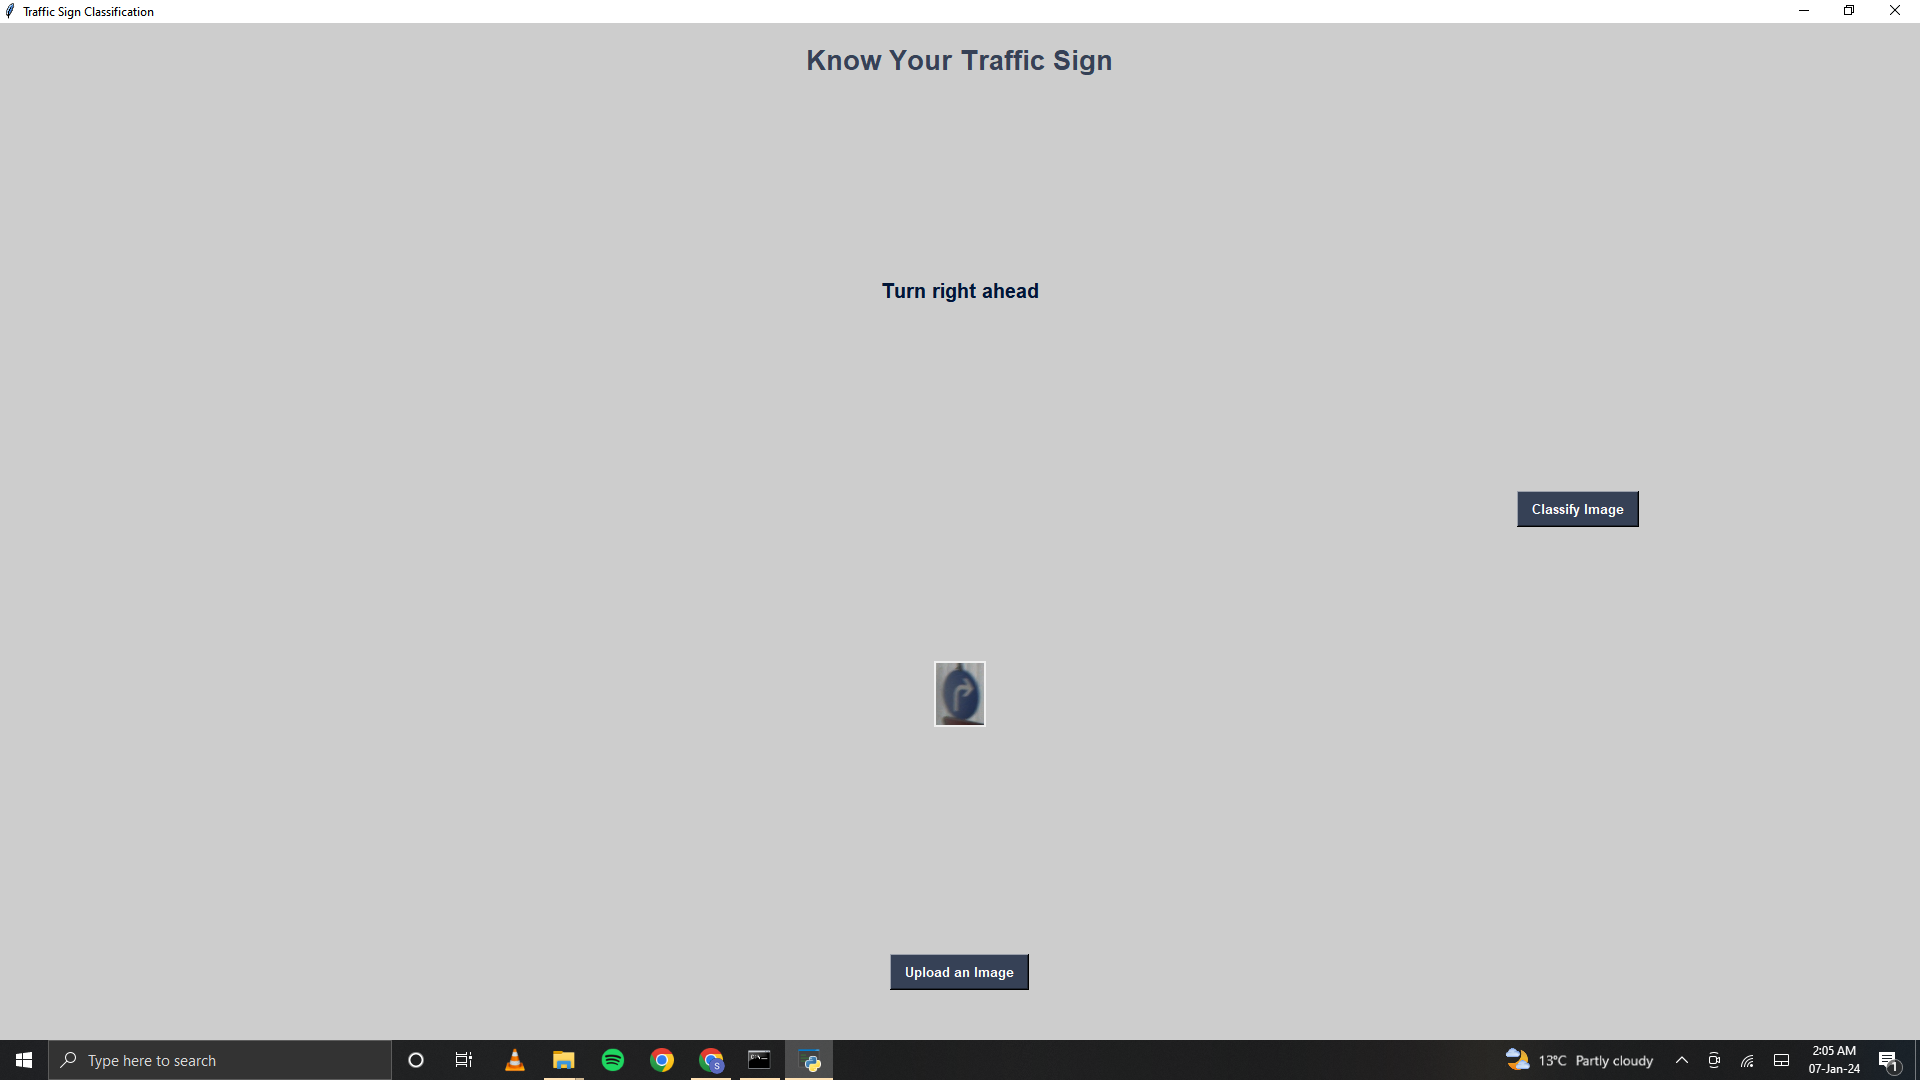 Traffic Sign Classification
Know Your Traffic Sign
Turn right ahead
Classify Image
Upload an Image
Type here to search
S
13°C Partly cloudy
2:05 AM
07-Jan-24
1